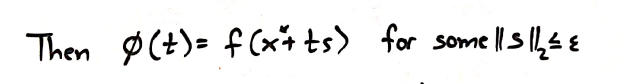 Then ϕ(t) = f(x* + ts) for some ‖s‖₂ ≤ ε